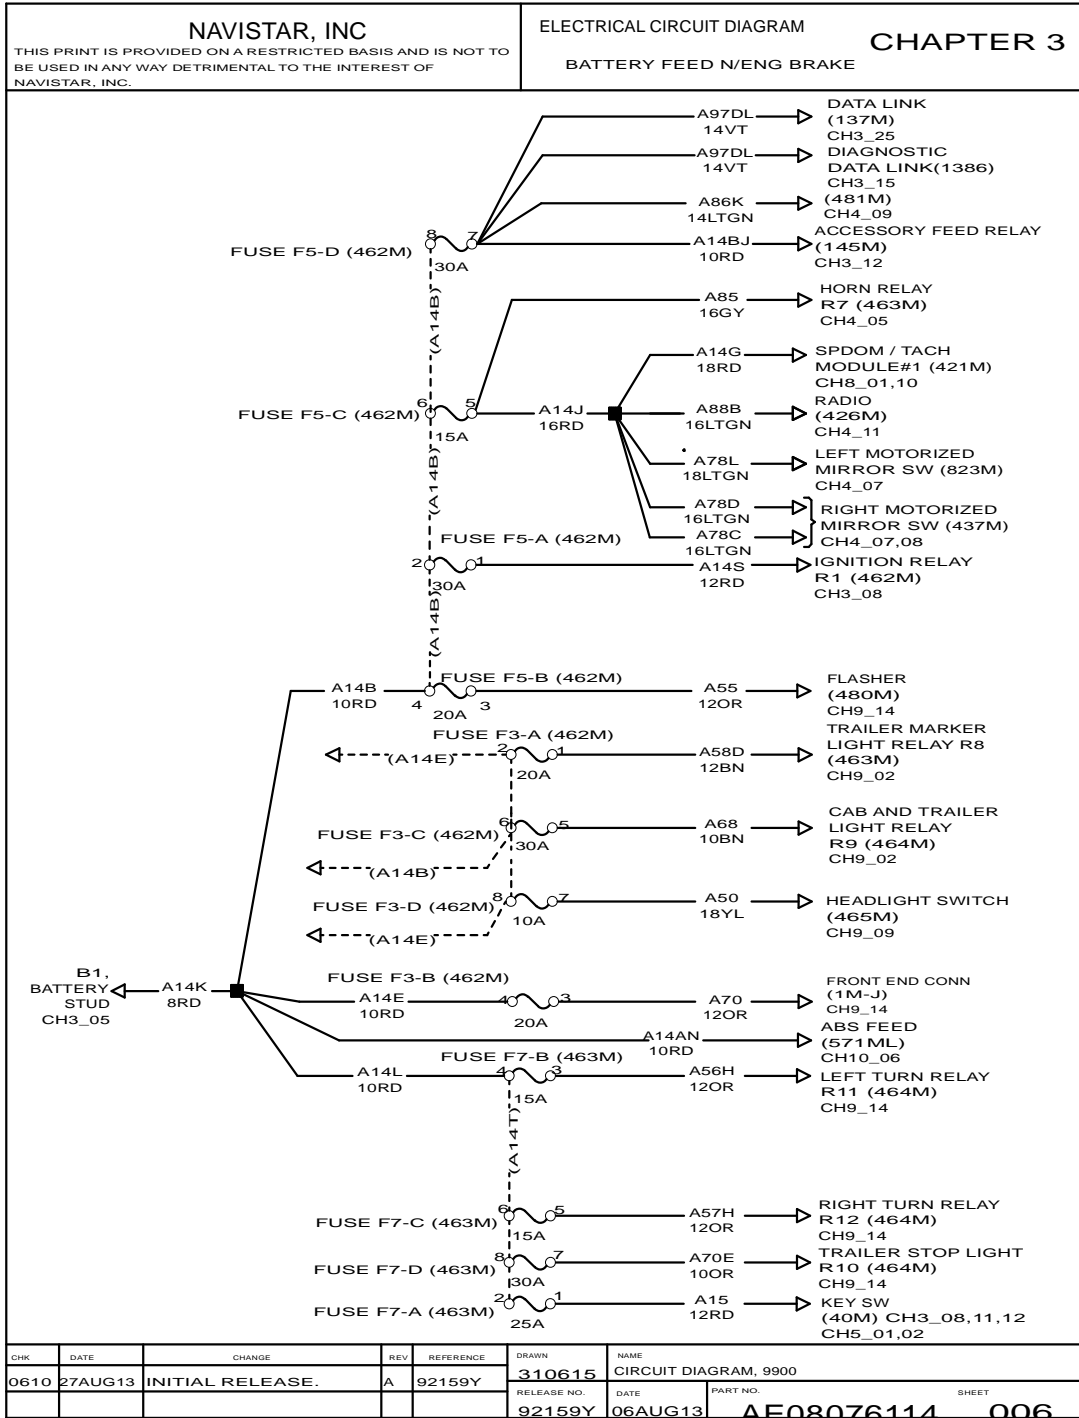 NAVISTAR, INC
THIS PRINT IS PROVIDED ON A RESTRICTED BASIS AND IS NOT TO
BE USED IN ANY WAY DETRIMENTAL TO THE INTEREST OF
NAVISTAR, INC.
ELECTRICAL CIRCUIT DIAGRAM
BATTERY FEED N/ENG BRAKE
CHAPTER 3
A97DL
14VT
DATA LINK
(137M)
CH3_25
A97DL
14VT
DIAGNOSTIC
DATA LINK(1386)
CH3_15
A86K
14LTGN
(481M)
CH4_09
FUSE F5-D (462M)
8
7
30A
A14BJ
10RD
ACCESSORY FEED RELAY
(145M)
CH3_12
(A14B)
A85
16GY
HORN RELAY
R7 (463M)
CH4_05
A14G
18RD
SPDOM / TACH
MODULE#1 (421M)
CH8_01,10
FUSE F5-C (462M)
6
5
15A
A14J
16RD
A88B
16LTGN
RADIO
(426M)
CH4_11
(A14B)
A78L
18LTGN
LEFT MOTORIZED
MIRROR SW (823M)
CH4_07
A78D
16LTGN
A78C
16LTGN
RIGHT MOTORIZED
MIRROR SW (437M)
CH4_07,08
FUSE F5-A (462M)
2
1
30A
A14S
12RD
IGNITION RELAY
R1 (462M)
CH3_08
(A14B)
A14B
10RD
FUSE F5-B (462M)
4
20A
3
A55
12OR
FLASHER
(480M)
CH9_14
FUSE F3-A (462M)
(A14E)
2
1
20A
A58D
12BN
TRAILER MARKER
LIGHT RELAY R8
(463M)
CH9_02
FUSE F3-C (462M)
6
5
30A
(A14B)
A68
10BN
CAB AND TRAILER
LIGHT RELAY
R9 (464M)
CH9_02
FUSE F3-D (462M)
8
7
10A
(A14E)
A50
18YL
HEADLIGHT SWITCH
(465M)
CH9_09
B1,
BATTERY
STUD
CH3_05
A14K
8RD
FUSE F3-B (462M)
A14E
10RD
4
3
20A
A70
12OR
FRONT END CONN
(1M-J)
CH9_14
A14AN
10RD
ABS FEED
(571ML)
CH10_06
FUSE F7-B (463M)
A14L
10RD
4
3
15A
A56H
12OR
LEFT TURN RELAY
R11 (464M)
CH9_14
(A14T)
FUSE F7-C (463M)
6
5
15A
A57H
12OR
RIGHT TURN RELAY
R12 (464M)
CH9_14
FUSE F7-D (463M)
8
7
30A
A70E
10OR
TRAILER STOP LIGHT
R10 (464M)
CH9_14
FUSE F7-A (463M)
2
1
25A
A15
12RD
KEY SW
(40M) CH3_08,11,12
CH5_01,02
CHK DATE CHANGE REV REFERENCE
0610 27AUG13 INITIAL RELEASE. A 92159Y
DRAWN
310615
NAME
CIRCUIT DIAGRAM, 9900
RELEASE NO.
92159Y
DATE
06AUG13
PART NO.
AE08076114
SHEET
006